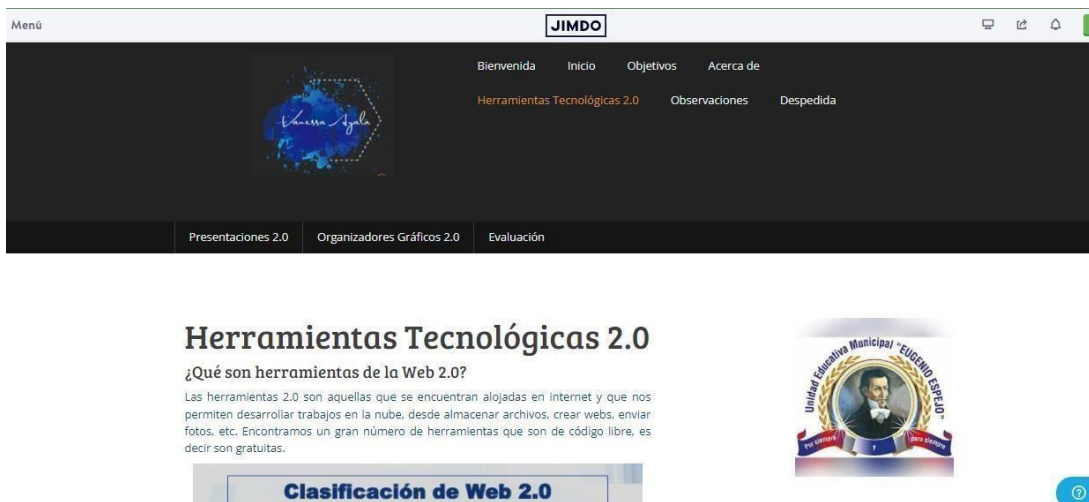 Menú
JIMDO
Bienvenida Inicio Objetivos Acerca de
Herramientas Tecnológicas 2.0 Observaciones Despedida
Vanessa Ayala
Presentaciones 2.0 Organizadores Gráficos 2.0 Evaluación
Herramientas Tecnológicas 2.0
¿Qué son herramientas de la Web 2.0?
Las herramientas 2.0 son aquellas que se encuentran alojadas en internet y que nos
permiten desarrollar trabajos en la nube, desde almacenar archivos, crear webs, enviar
fotos, etc. Encontramos un gran número de herramientas que son de código libre, es
decir son gratuitas.
Clasificación de Web 2.0
Unidad Educativa Municipal "EUGENIO ESPEJO"
Por siempre y para siempre